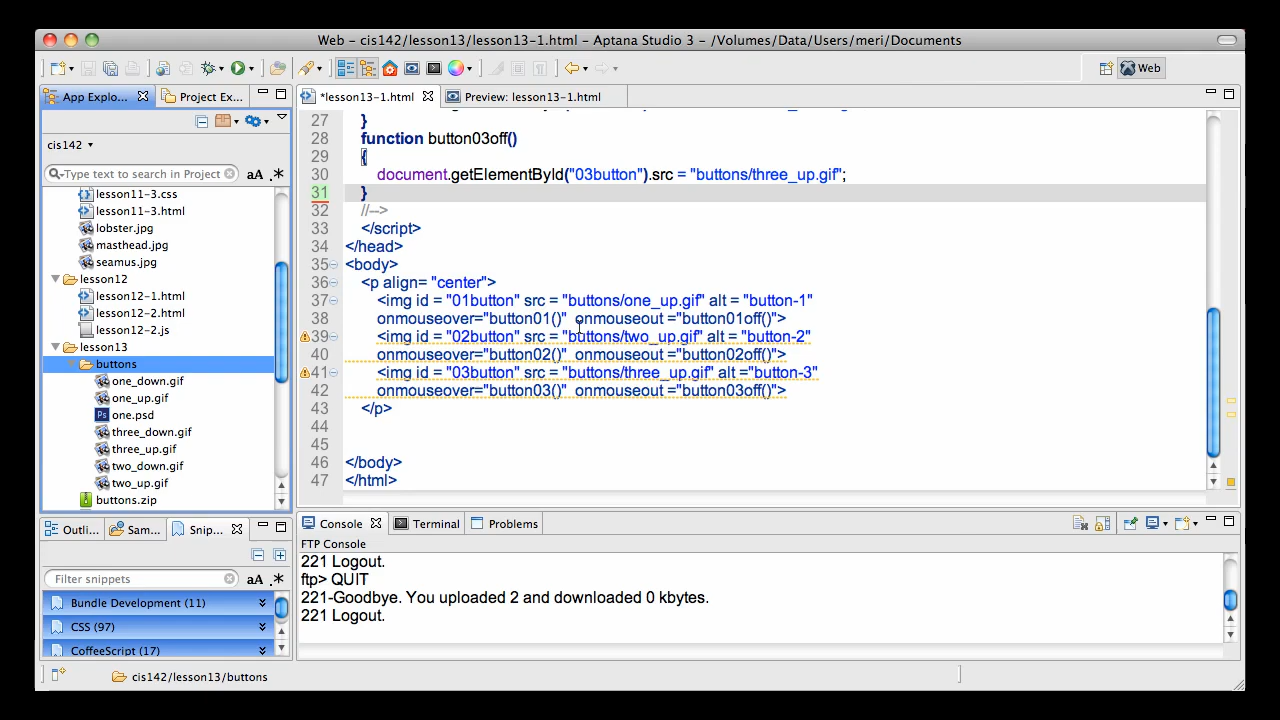 Web - cis142/lesson13/lesson13-1.html - Aptana Studio 3 - /Volumes/Data/Users/meri/Documents
Web
App Explo...
Project Ex...
*lesson13-1.html
Preview: lesson13-1.html
cis142
Type text to search in Project
aA .*
lesson11-3.css
lesson11-3.html
lobster.jpg
masthead.jpg
seamus.jpg
lesson12
lesson12-1.html
lesson12-2.html
lesson12-2.js
lesson13
buttons
one_down.gif
one_up.gif
one.psd
three_down.gif
three_up.gif
two_down.gif
two_up.gif
buttons.zip
27 }
28 function button03off()
29 {
30 document.getElementById("03button").src = "buttons/three_up.gif";
31 }
32 //-->
33 </script>
34 </head>
35 <body>
36 <p align= "center">
37 <img id = "01button" src = "buttons/one_up.gif" alt = "button-1"
38 onmouseover="button01()" onmouseout ="button01off()">
39 <img id = "02button" src = "buttons/two_up.gif" alt = "button-2"
40 onmouseover="button02()" onmouseout ="button02off()">
41 <img id = "03button" src = "buttons/three_up.gif" alt ="button-3"
42 onmouseover="button03()" onmouseout ="button03off()">
43 </p>
44
45
46 </body>
47 </html>
Outli...
Sam...
Snip...
Filter snippets
aA .*
Bundle Development (11)
CSS (97)
CoffeeScript (17)
Console
Terminal
Problems
FTP Console
221 Logout.
ftp> QUIT
221-Goodbye. You uploaded 2 and downloaded 0 kbytes.
221 Logout.
cis142/lesson13/buttons